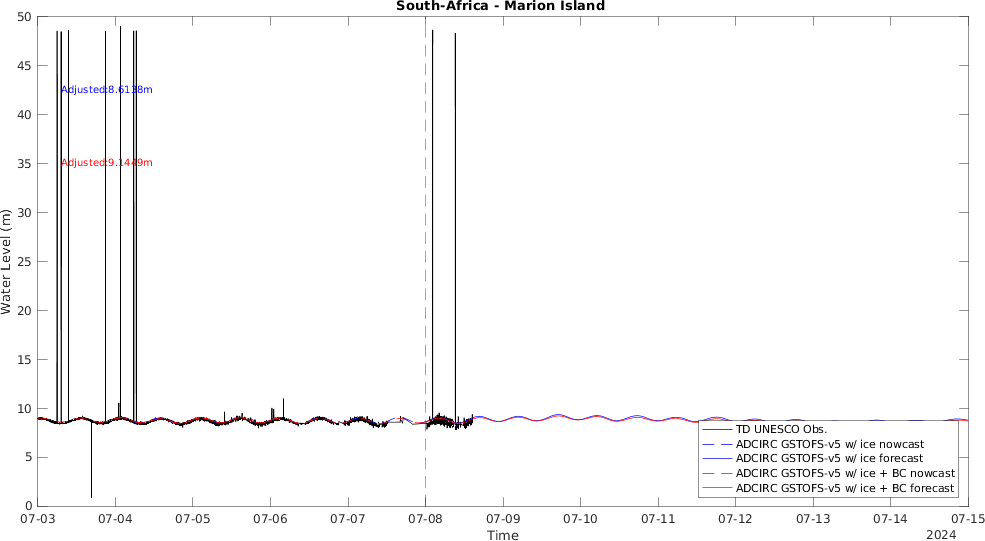 South-Africa - Marion Island
50
45
40
35
30
25
20
15
10
5
0
Water Level (m)
Adjusted:8.6138m
Adjusted:9.1449m
TD UNESCO Obs.
ADCIRC GSTOFS-v5 w/ ice nowcast
ADCIRC GSTOFS-v5 w/ ice forecast
ADCIRC GSTOFS-v5 w/ ice + BC nowcast
ADCIRC GSTOFS-v5 w/ ice + BC forecast
07-03 07-04 07-05 07-06 07-07 07-08 07-09 07-10 07-11 07-12 07-13 07-14 07-15
Time
2024